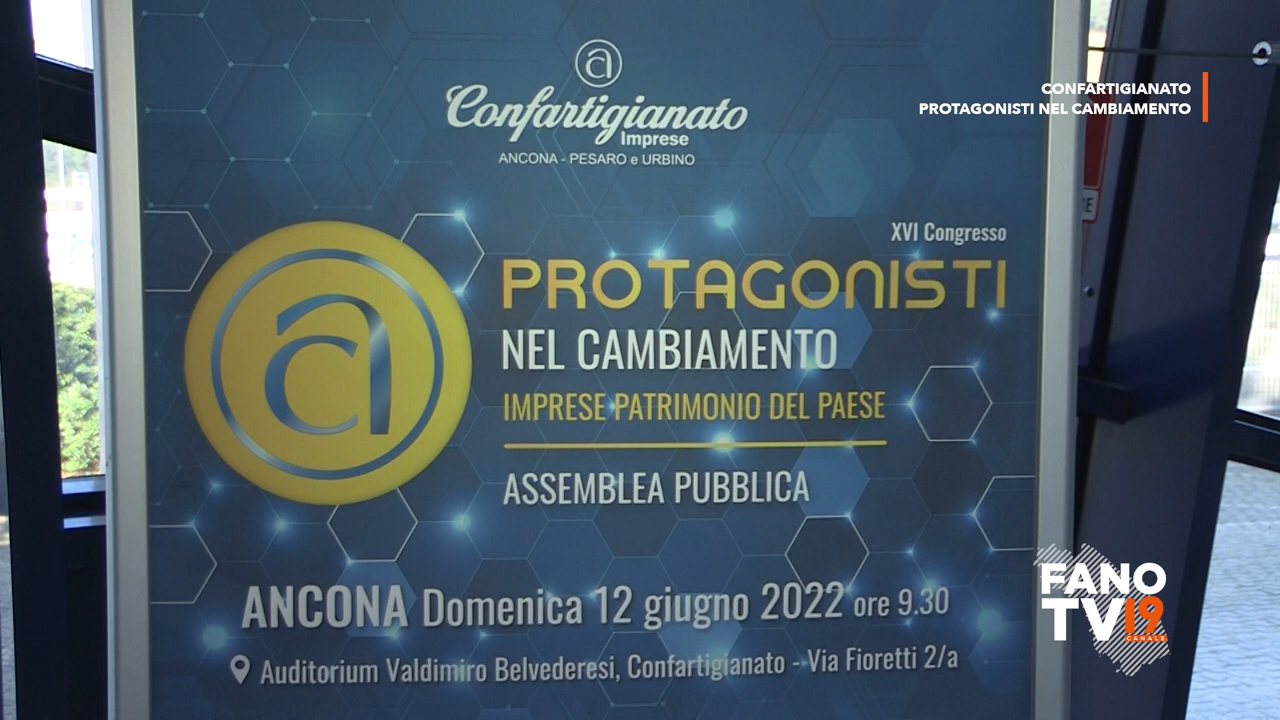 a
Confartigianato
Imprese
ANCONA - PESARO e URBINO
CONFARTIGIANATO
PROTAGONISTI NEL CAMBIAMENTO
XVI Congresso
a
PROTAGONISTI
NEL CAMBIAMENTO
IMPRESE PATRIMONIO DEL PAESE
ASSEMBLEA PUBBLICA
ANCONA Domenica 12 giugno 2022 ore 9.30
Auditorium Valdimiro Belvederesi, Confartigianato - Via Fioretti 2/a
FANO
TV19
CANALE